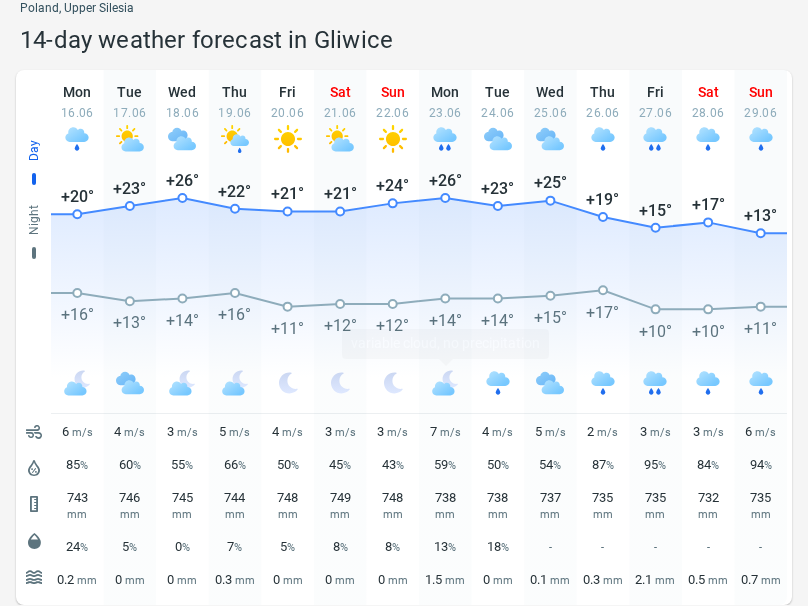 Poland, Upper Silesia
14-day weather forecast in Gliwice
Mon Tue Wed Thu Fri Sat Sun Mon Tue Wed Thu Fri Sat Sun
16.06 17.06 18.06 19.06 20.06 21.06 22.06 23.06 24.06 25.06 26.06 27.06 28.06 29.06
Day
+20° +23° +26° +22° +21° +21° +24° +26° +23° +25° +19° +15° +17° +13°
Night
+16° +13° +14° +16° +11° +12° +12° +14° +14° +15° +17° +10° +10° +11°
variable cloud, no precipitation
6 m/s 4 m/s 3 m/s 5 m/s 4 m/s 3 m/s 3 m/s 7 m/s 4 m/s 5 m/s 2 m/s 3 m/s 3 m/s 6 m/s
85% 60% 55% 66% 50% 45% 43% 59% 50% 54% 87% 95% 84% 94%
743 746 745 744 748 749 748 738 738 737 735 735 732 735
mm mm mm mm mm mm mm mm mm mm mm mm mm mm
24% 5% 0% 7% 5% 8% 8% 13% 18% - - - - -
0.2 mm 0 mm 0 mm 0.3 mm 0 mm 0 mm 0 mm 1.5 mm 0 mm 0.1 mm 0.3 mm 2.1 mm 0.5 mm 0.7 mm